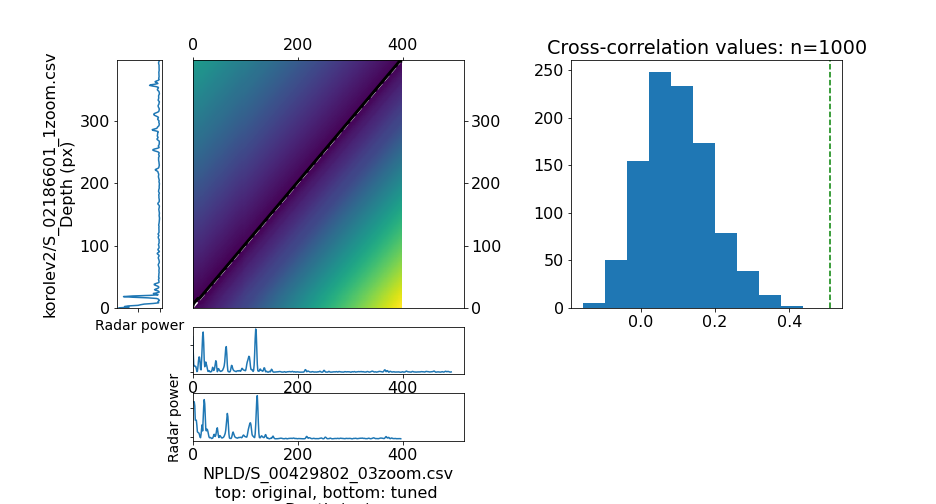 0 200 400
korolev2/S_02186601_1zoom.csv
Depth (px)
300
200
100
0
Radar power
300
200
100
0
Cross-correlation values: n=1000
250
200
150
100
50
0
0.0 0.2 0.4
0 200 400
Radar power
0 200 400
NPLD/S_00429802_03zoom.csv
top: original, bottom: tuned